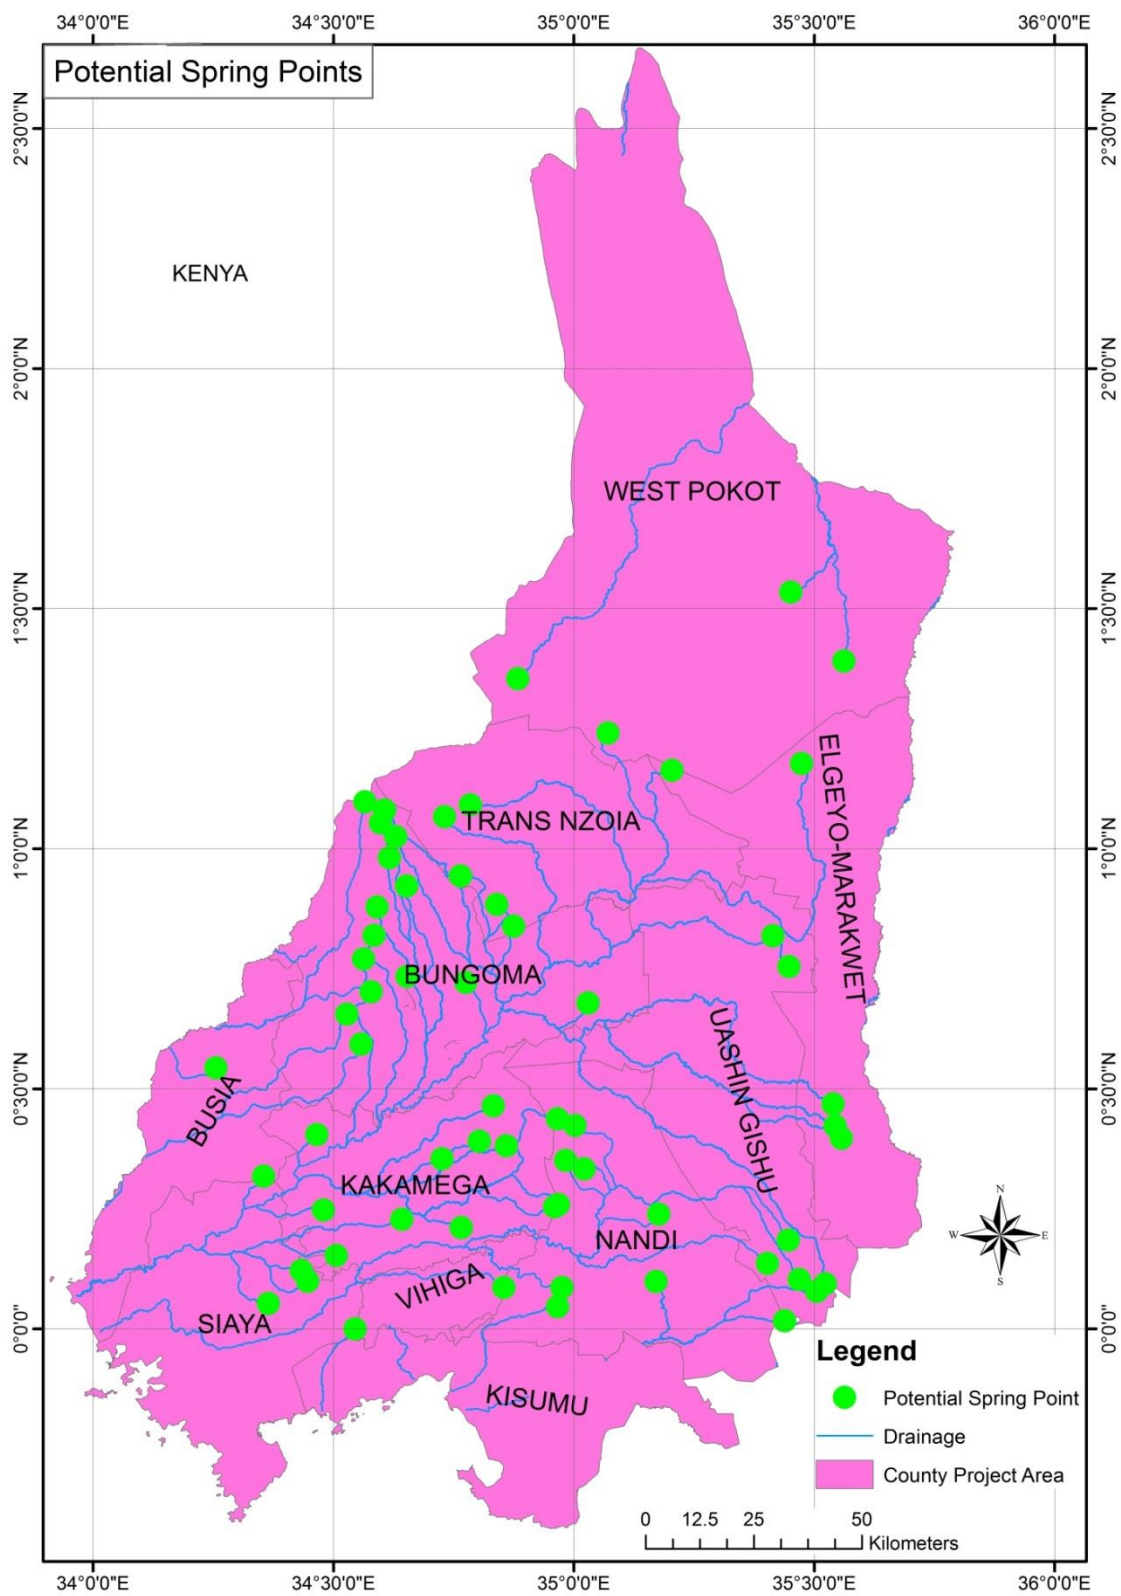 34°0'0"E 34°30'0"E 35°0'0"E 35°30'0"E 36°0'0"E
Potential Spring Points
2°30'0"N 2°30'0"N
KENYA
2°0'0"N 2°0'0"N
WEST POKOT
1°30'0"N 1°30'0"N
ELGEYO-MARAKWET
TRANS NZOIA
1°0'0"N 1°0'0"N
BUNGOMA
UASHIN GISHU
BUSIA
0°30'0"N 0°30'0"N
KAKAMEGA
NANDI
N
W E
S
VIHIGA
SIAYA
0°0'0" 0°0'0"
KISUMU
Legend
Potential Spring Point
Drainage
County Project Area
0 12.5 25 50
Kilometers
34°0'0"E 34°30'0"E 35°0'0"E 35°30'0"E 36°0'0"E